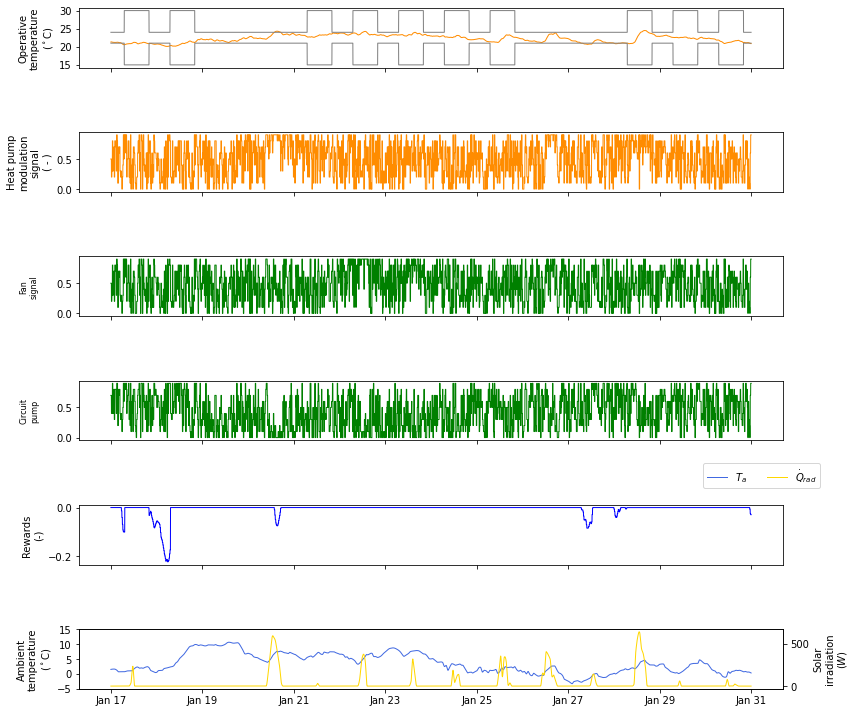 Operative
temperature
(°C)
30
25
20
15
Heat pump
modulation
signal
( - )
0.5
0.0
Fan
signal
0.5
0.0
Circuit
pump
0.5
0.0
T_a
Q̇_rad
Rewards
(-)
0.0
−0.2
Ambient
temperature
(°C)
15
10
5
0
−5
500
0
Solar
irradiation
(W)
Jan 17 Jan 19 Jan 21 Jan 23 Jan 25 Jan 27 Jan 29 Jan 31